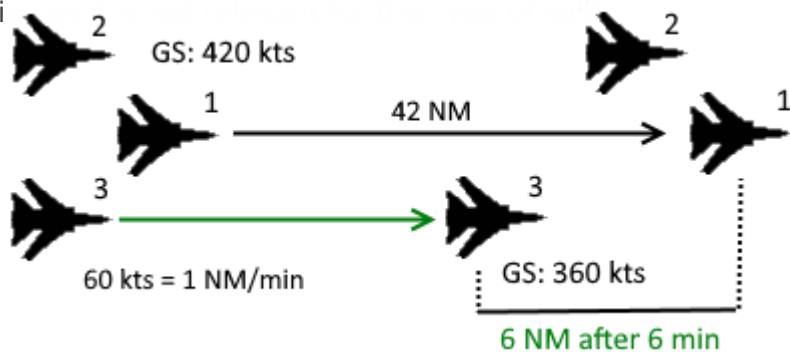 i
2
GS: 420 kts
2
1
42 NM
1
3
3
60 kts = 1 NM/min
GS: 360 kts
6 NM after 6 min